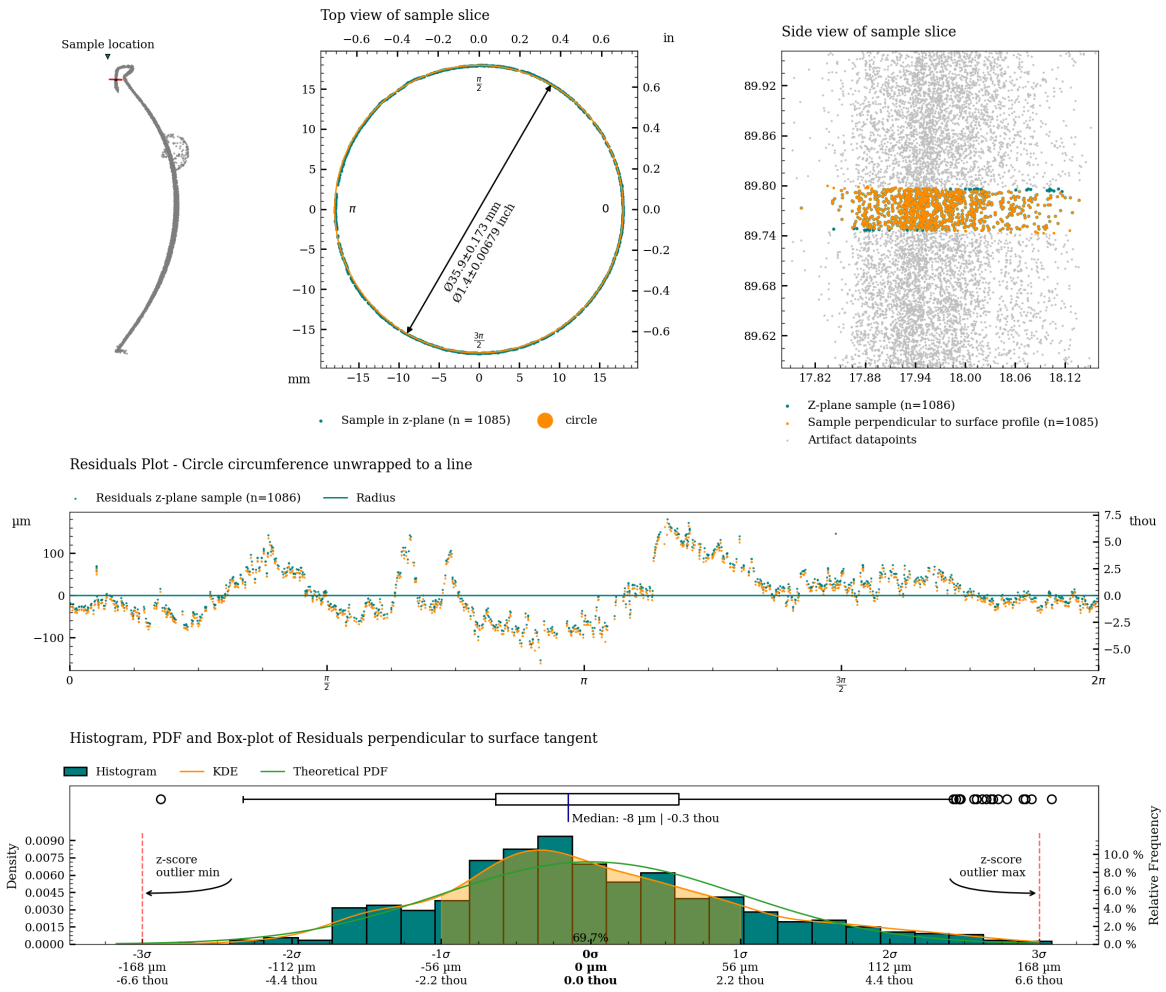 Sample location
Top view of sample slice
−0.6 −0.4 −0.2 0.0 0.2 0.4 0.6 in
15
10
5
0
−5
−10
−15
0.6
0.4
0.2
0.0
−0.2
−0.4
−0.6
π/2
π
0
3π/2
Ø35.9±0.173 mm
Ø1.4±0.00679 inch
mm −15 −10 −5 0 5 10 15
Sample in z-plane (n = 1085) circle
Side view of sample slice
89.92
89.86
89.80
89.74
89.68
89.62
17.82 17.88 17.94 18.00 18.06 18.12
Z-plane sample (n=1086)
Sample perpendicular to surface profile (n=1085)
Artifact datapoints
Residuals Plot - Circle circumference unwrapped to a line
Residuals z-plane sample (n=1086) Radius
µm
100
0
−100
7.5 thou
5.0
2.5
0.0
−2.5
−5.0
0 π/2 π 3π/2 2π
Histogram, PDF and Box-plot of Residuals perpendicular to surface tangent
Histogram KDE Theoretical PDF
Median: -8 µm | -0.3 thou
Density
0.0090
0.0075
0.0060
0.0045
0.0030
0.0015
0.0000
z-score
outlier min
z-score
outlier max
69.7%
10.0 %
8.0 %
6.0 %
4.0 %
2.0 %
0.0 %
Relative Frequency
-3σ -2σ -1σ 0σ 1σ 2σ 3σ
-168 µm -112 µm -56 µm 0 µm 56 µm 112 µm 168 µm
-6.6 thou -4.4 thou -2.2 thou 0.0 thou 2.2 thou 4.4 thou 6.6 thou